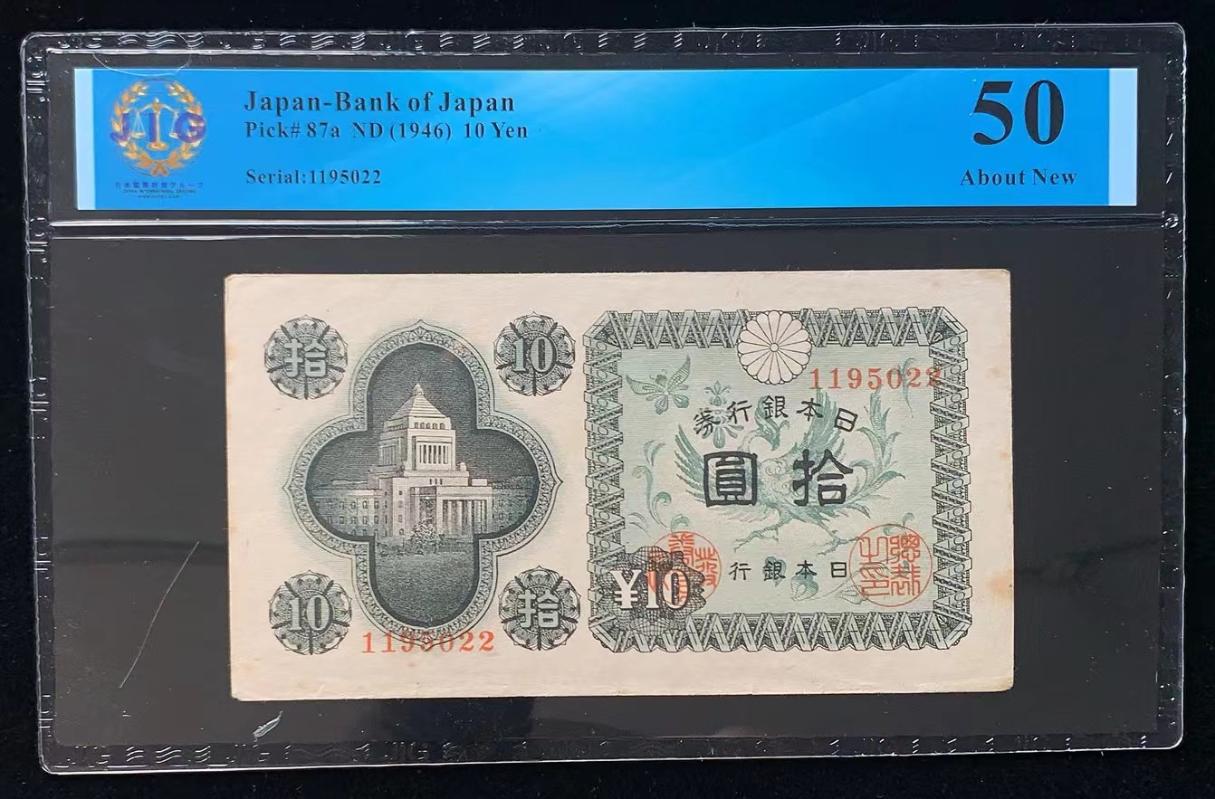 JIG
Japan-Bank of Japan
Pick# 87a ND (1946) 10 Yen
Serial:1195022
50
About New
拾
10
1195022
券行銀本日
圓拾
¥10
行銀本日
10
拾
1195022